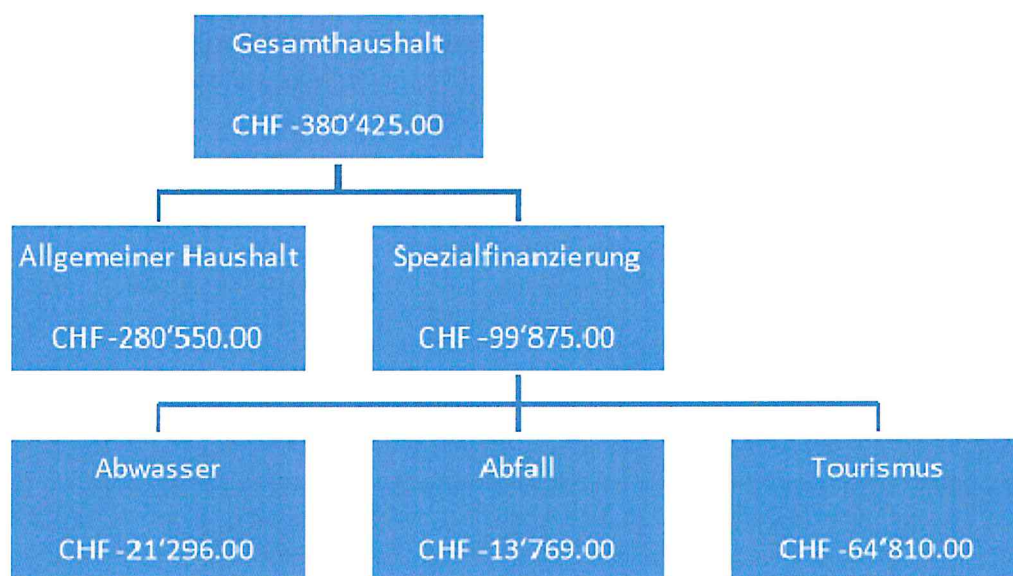 Gesamthaushalt
CHF -380‘425.00
Allgemeiner Haushalt
CHF -280‘550.00
Spezialfinanzierung
CHF -99‘875.00
Abwasser
CHF -21‘296.00
Abfall
CHF -13‘769.00
Tourismus
CHF -64‘810.00